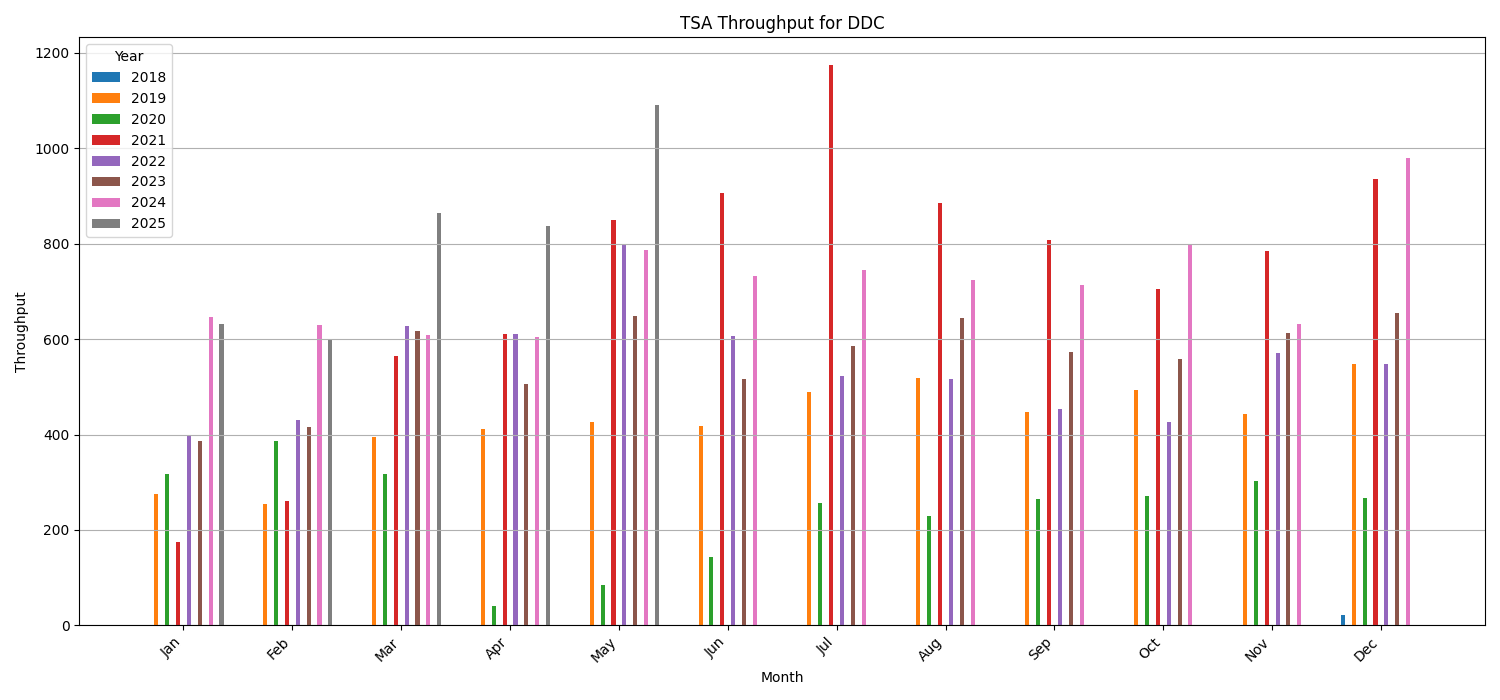 TSA Throughput for DDC
Year
2018
2019
2020
2021
2022
2023
2024
2025
1200
1000
800
600
400
200
0
Throughput
Jan
Feb
Mar
Apr
May
Jun
Jul
Aug
Sep
Oct
Nov
Dec
Month